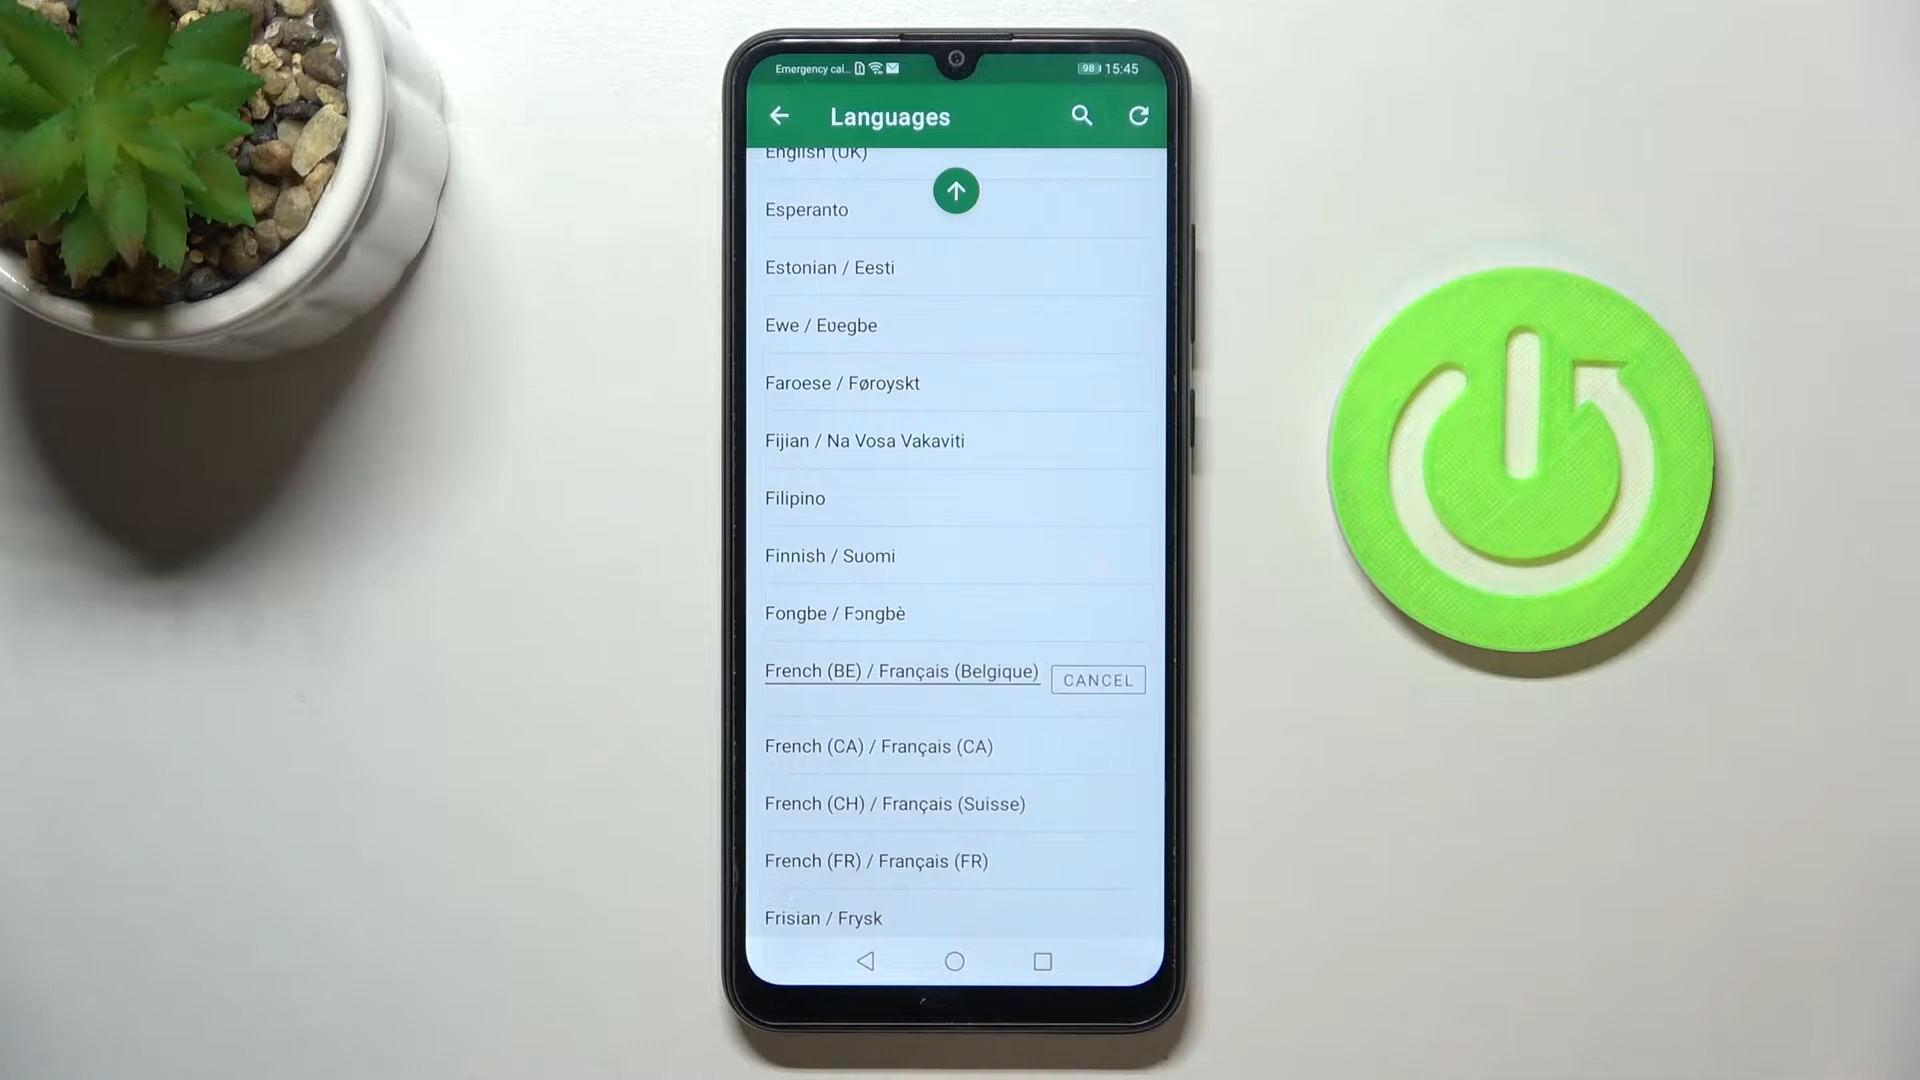 Emergency cal... 98 15:45
Languages
English (UK)
Esperanto
Estonian / Eesti
Ewe / Eʋegbe
Faroese / Føroyskt
Fijian / Na Vosa Vakaviti
Filipino
Finnish / Suomi
Fongbe / Fɔngbè
French (BE) / Français (Belgique) CANCEL
French (CA) / Français (CA)
French (CH) / Français (Suisse)
French (FR) / Français (FR)
Frisian / Frysk